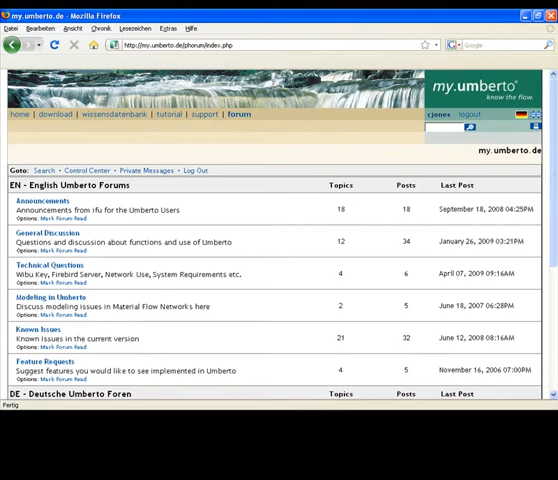 my.umberto.de - Mozilla Firefox
Datei Bearbeiten Ansicht Chronik Lesezeichen Extras Hilfe
http://my.umberto.de/phorum/index.php
Google
my.umberto®
know the flow.
home | download | wissensdatenbank | tutorial | support | forum
cjones logout
my.umberto.de
Goto: Search • Control Center • Private Messages • Log Out
EN - English Umberto Forums Topics Posts Last Post
Announcements
Announcements from ifu for the Umberto Users 18 18 September 18, 2008 04:25PM
Options: Mark Forum Read
General Discussion
Questions and discussion about functions and use of Umberto 12 34 January 26, 2009 03:21PM
Options: Mark Forum Read
Technical Questions
Wibu Key, Firebird Server, Network Use, System Requirements etc. 4 6 April 07, 2009 09:16AM
Options: Mark Forum Read
Modeling in Umberto
Discuss modeling issues in Material Flow Networks here 2 5 June 18, 2007 06:28PM
Options: Mark Forum Read
Known Issues
Known Issues in the current version 21 32 June 12, 2008 08:16AM
Options: Mark Forum Read
Feature Requests
Suggest features you would like to see implemented in Umberto 4 5 November 16, 2006 07:00PM
Options: Mark Forum Read
DE - Deutsche Umberto Foren Topics Posts Last Post
Fertig